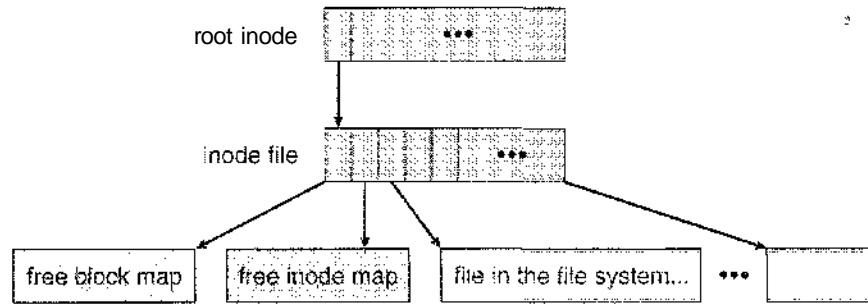 root inode
•••
inode file
•••
free block map
free inode map
file in the file system...
•••